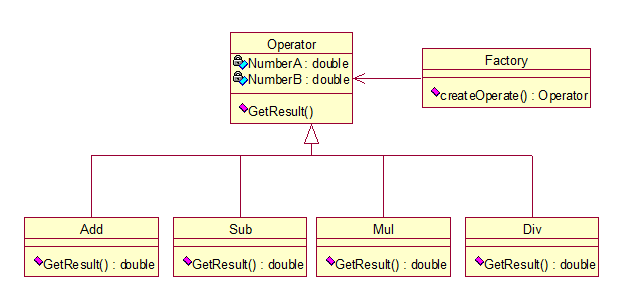 Operator
NumberA : double
NumberB : double
GetResult()
Factory
createOperate() : Operator
Add
GetResult() : double
Sub
GetResult() : double
Mul
GetResult() : double
Div
GetResult() : double